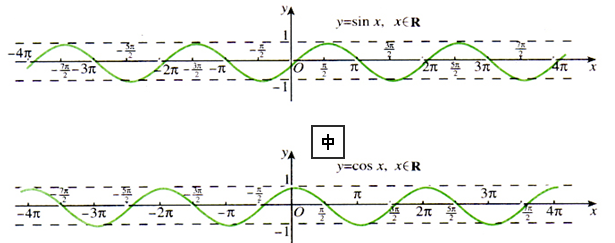 y
y=sin x, x∈R
1
-4π -7π/2 -3π -5π/2 -2π -3π/2 -π -π/2 O π/2 π 3π/2 2π 5π/2 3π 7π/2 4π x
-1
中
y
y=cos x, x∈R
1
-4π -7π/2 -3π -5π/2 -2π -3π/2 -π -π/2 O π/2 π 3π/2 2π 5π/2 3π 7π/2 4π x
-1